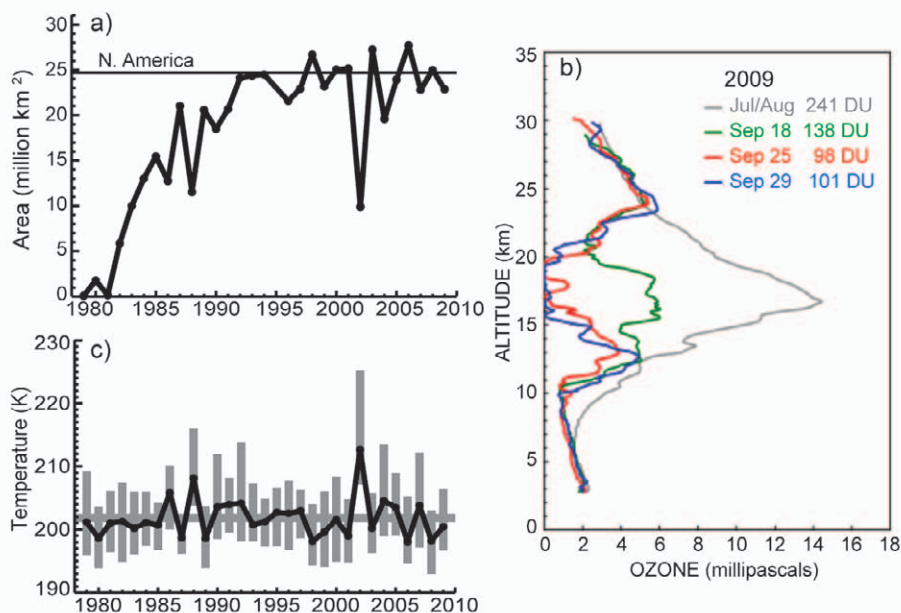 a)
N. America
Area (million km²)
30
25
20
15
10
5
0
1980 1985 1990 1995 2000 2005 2010
c)
Temperature (K)
230
220
210
200
190
1980 1985 1990 1995 2000 2005 2010
b)
2009
Jul/Aug 241 DU
Sep 18 138 DU
Sep 25 98 DU
Sep 29 101 DU
ALTITUDE (km)
35
30
25
20
15
10
5
0
0 2 4 6 8 10 12 14 16 18
OZONE (millipascals)